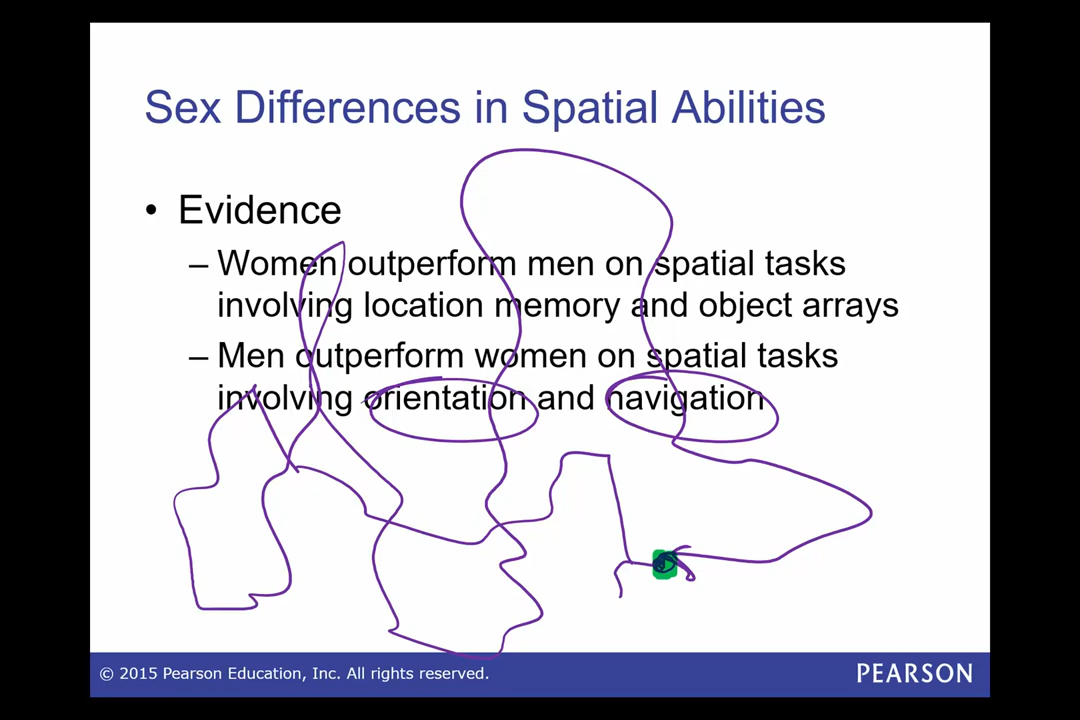 Sex Differences in Spatial Abilities
• Evidence
– Women outperform men on spatial tasks
involving location memory and object arrays
– Men outperform women on spatial tasks
involving orientation and navigation
© 2015 Pearson Education, Inc. All rights reserved.
PEARSON